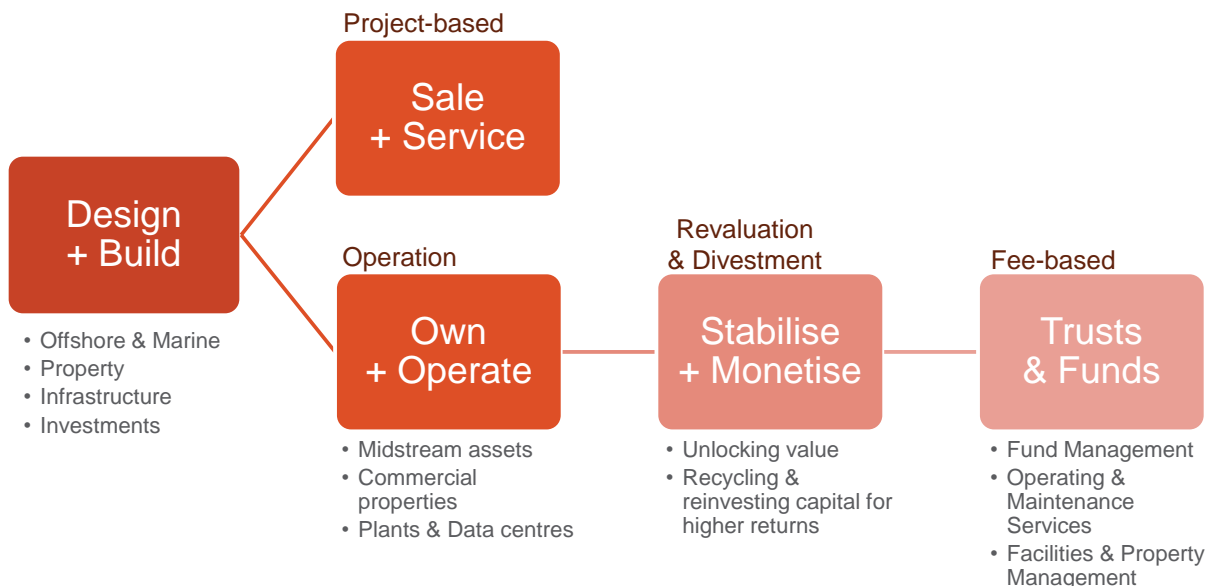 Project-based
Sale
+ Service
Design
+ Build
• Offshore & Marine
• Property
• Infrastructure
• Investments
Operation
Own
+ Operate
• Midstream assets
• Commercial
properties
• Plants & Data centres
Revaluation
& Divestment
Stabilise
+ Monetise
• Unlocking value
• Recycling &
reinvesting capital for
higher returns
Fee-based
Trusts
& Funds
• Fund Management
• Operating &
Maintenance
Services
• Facilities & Property
Management